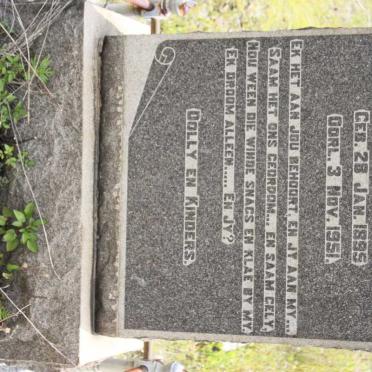 GEB. 28 JAN. 1895
OORL. 3 NOV. 1951.
EK HET AAN JOU BEHOORT, EN JY AAN MY...
SAAM HET ONS GEDROOM... EN SAAM GELY,
NOU WEEN DIE WINDE SNAGS EN KLAE BY MY,
EK DROOM ALLEEN.... EN JY?
DOLLY EN KINDERS.